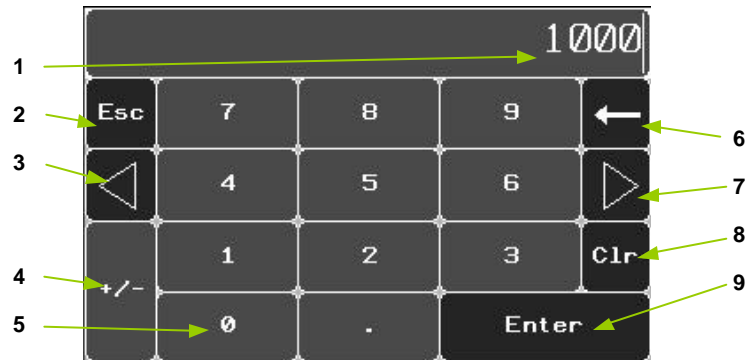 1000
1
2 Esc 7 8 9 6
3 4 5 6 7
1 2 3 Clr 8
4 +/- 9
5 0 . Enter